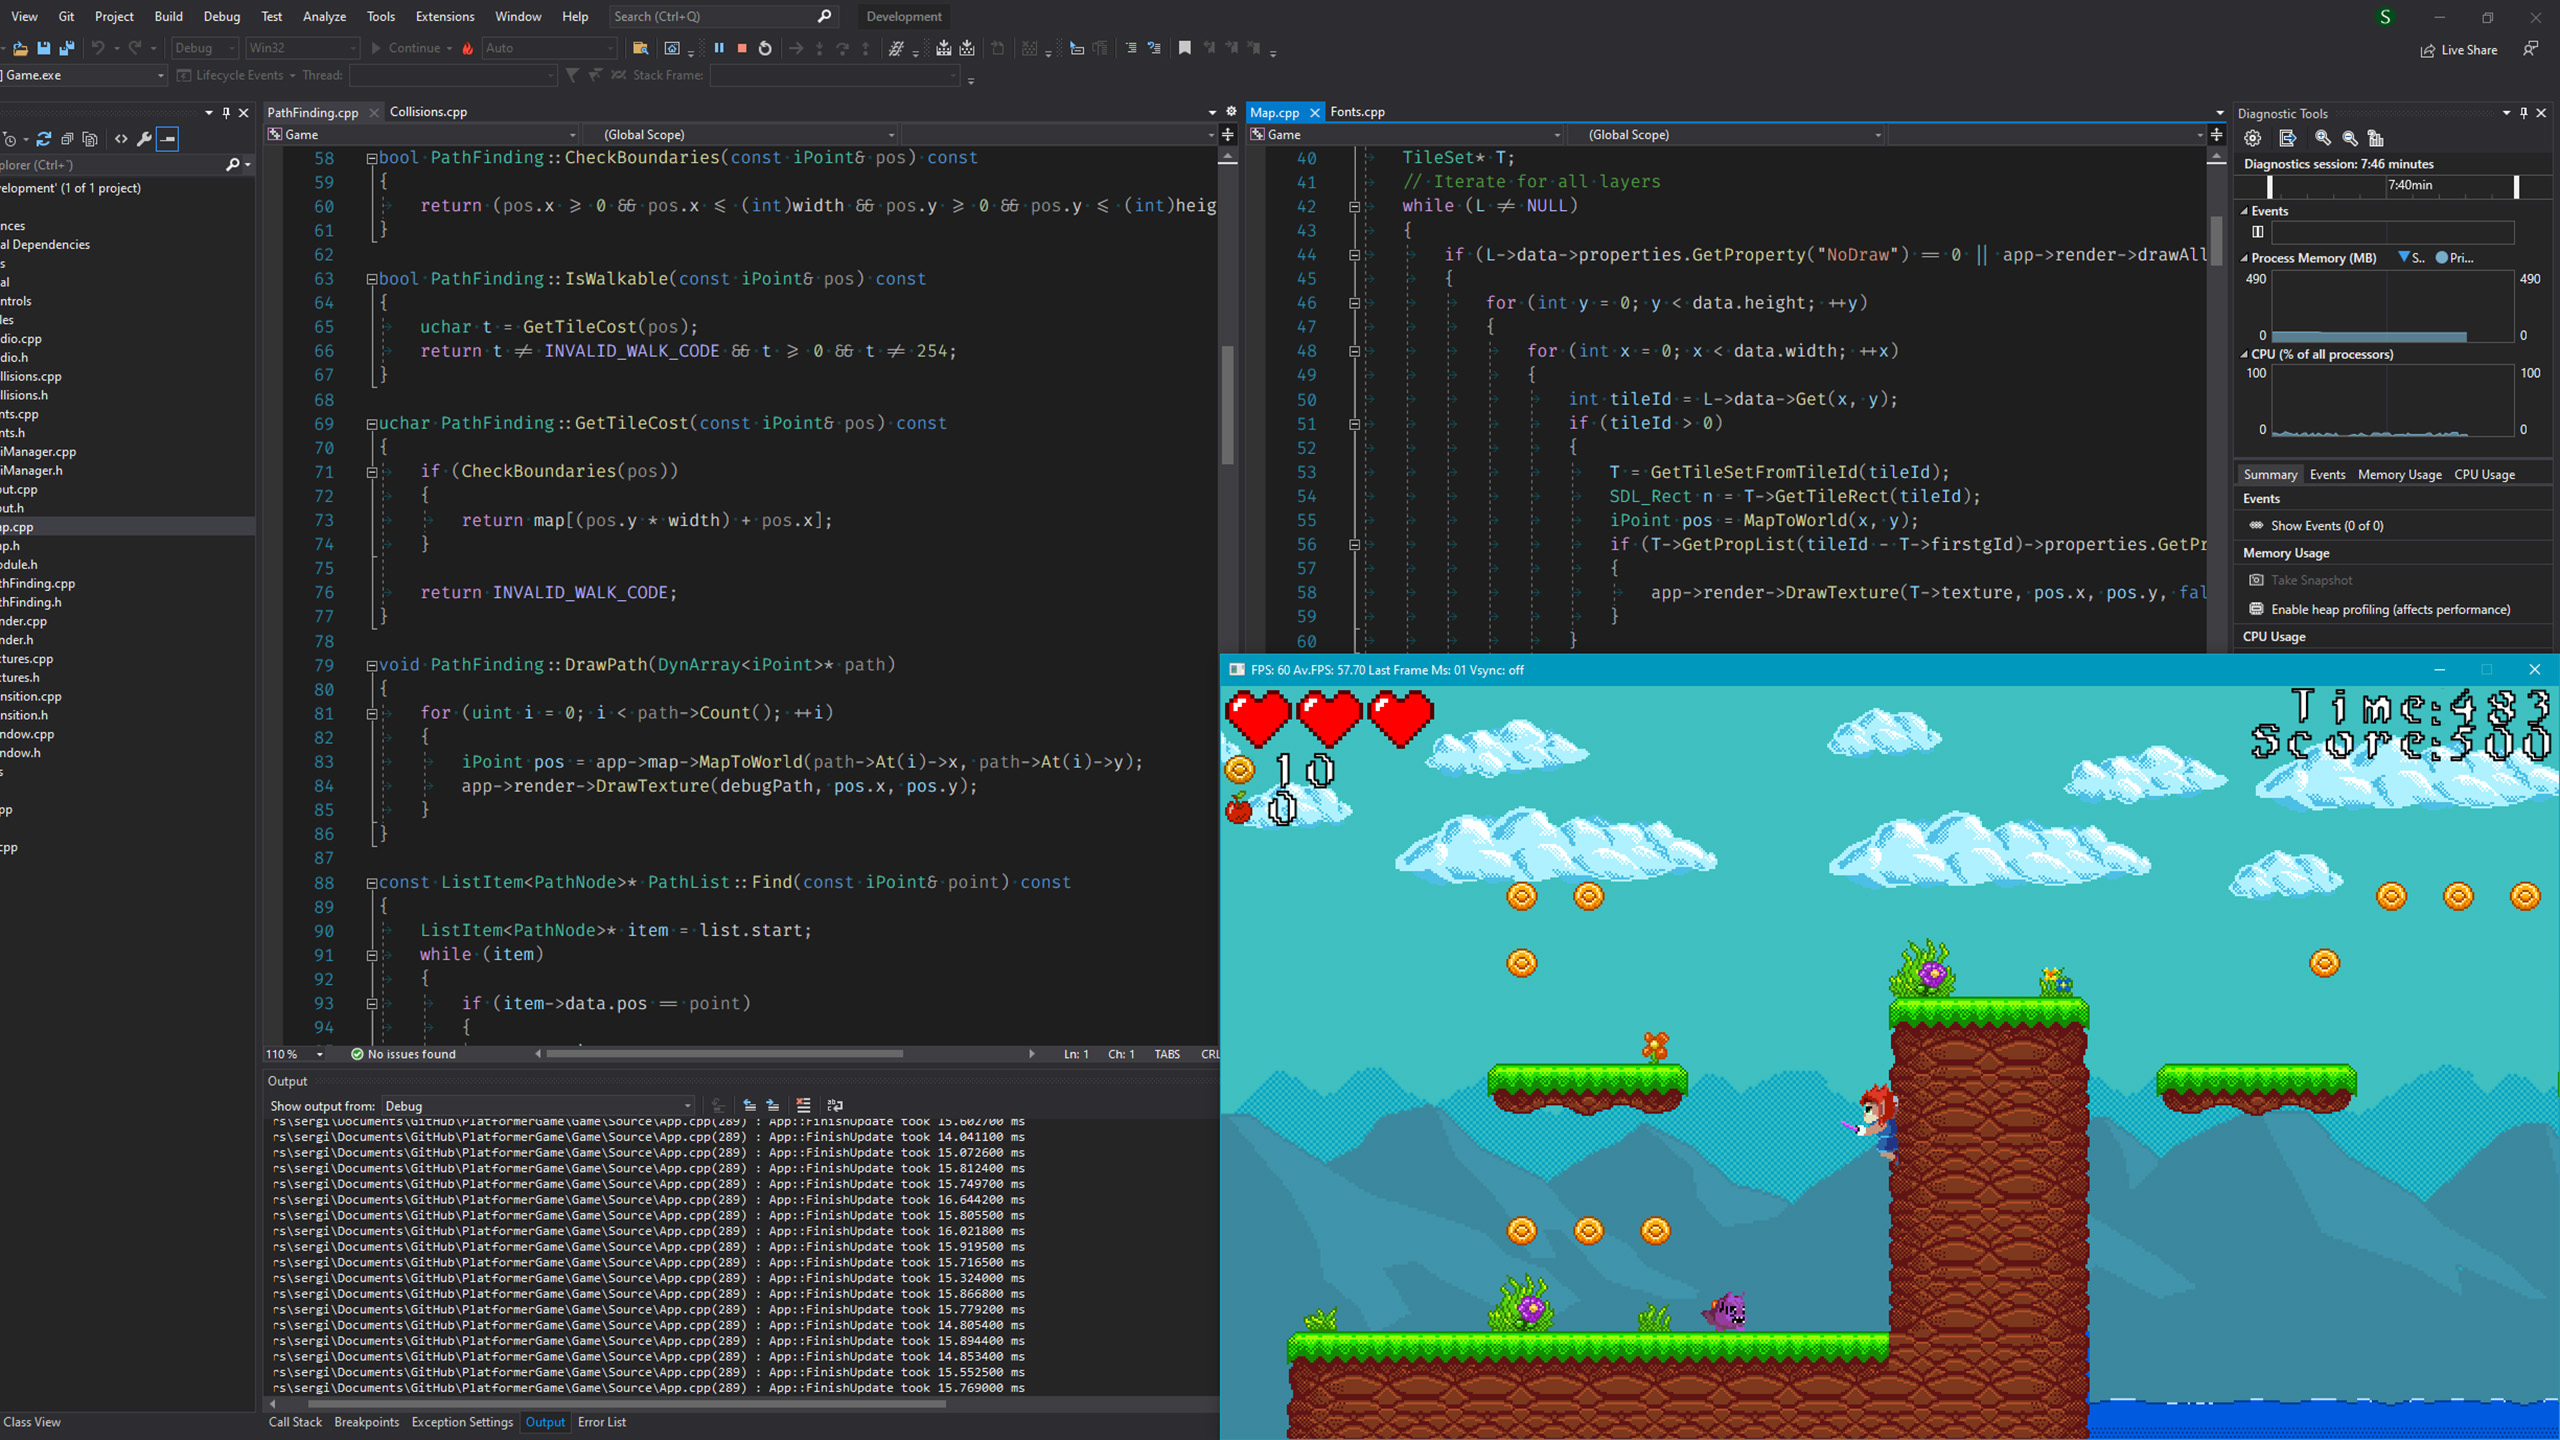 View Git Project Build Debug Test Analyze Tools Extensions Window Help Search (Ctrl+Q) Development S
Debug Win32 Continue Auto Live Share
Game.exe Lifecycle Events Thread: Stack Frame:
plorer (Ctrl+¨)
velopment' (1 of 1 project)
nces
al Dependencies
s
al
ntrols
les
dio.cpp
dio.h
llisions.cpp
llisions.h
nts.cpp
nts.h
iManager.cpp
iManager.h
out.cpp
out.h
ap.cpp
ap.h
odule.h
thFinding.cpp
thFinding.h
nder.cpp
nder.h
ctures.cpp
ctures.h
nsition.cpp
nsition.h
ndow.cpp
ndow.h
s
pp
cpp
Class View
PathFinding.cpp Collisions.cpp
Game (Global Scope)
58 bool PathFinding::CheckBoundaries(const iPoint& pos) const
59 {
60 return (pos.x ≥ 0 && pos.x ≤ (int)width && pos.y ≥ 0 && pos.y ≤ (int)heig
61 }
62
63 bool PathFinding::IsWalkable(const iPoint& pos) const
64 {
65 uchar t = GetTileCost(pos);
66 return t ≠ INVALID_WALK_CODE && t ≥ 0 && t ≠ 254;
67 }
68
69 uchar PathFinding::GetTileCost(const iPoint& pos) const
70 {
71 if (CheckBoundaries(pos))
72 {
73 return map[(pos.y * width) + pos.x];
74 }
75
76 return INVALID_WALK_CODE;
77 }
78
79 void PathFinding::DrawPath(DynArray<iPoint>* path)
80 {
81 for (uint i = 0; i < path->Count(); ++i)
82 {
83 iPoint pos = app->map->MapToWorld(path->At(i)->x, path->At(i)->y);
84 app->render->DrawTexture(debugPath, pos.x, pos.y);
85 }
86 }
87
88 const ListItem<PathNode>* PathList::Find(const iPoint& point) const
89 {
90 ListItem<PathNode>* item = list.start;
91 while (item)
92 {
93 if (item->data.pos == point)
94 {
110 % No issues found Ln: 1 Ch: 1 TABS CRL
Map.cpp Fonts.cpp
Game (Global Scope)
40 TileSet* T;
41 // Iterate for all layers
42 while (L ≠ NULL)
43 {
44 if (L->data->properties.GetProperty("NoDraw") == 0 || app->render->drawAll
45 {
46 for (int y = 0; y < data.height; ++y)
47 {
48 for (int x = 0; x < data.width; ++x)
49 {
50 int tileId = L->data->Get(x, y);
51 if (tileId > 0)
52 {
53 T = GetTileSetFromTileId(tileId);
54 SDL_Rect n = T->GetTileRect(tileId);
55 iPoint pos = MapToWorld(x, y);
56 if (T->GetPropList(tileId - T->firstgId)->properties.GetPr
57 {
58 app->render->DrawTexture(T->texture, pos.x, pos.y, fal
59 }
60 }
Diagnostic Tools
Diagnostics session: 7:46 minutes
7:40min
Events
Process Memory (MB) S.. Pri...
490 490
0 0
CPU (% of all processors)
100 100
0 0
Summary Events Memory Usage CPU Usage
Events
Show Events (0 of 0)
Memory Usage
Take Snapshot
Enable heap profiling (affects performance)
CPU Usage
Output
Show output from: Debug
rs\sergi\Documents\GitHub\PlatformerGame\Game\Source\App.cpp(289) : App::FinishUpdate took 15.602700 ms
rs\sergi\Documents\GitHub\PlatformerGame\Game\Source\App.cpp(289) : App::FinishUpdate took 14.041100 ms
rs\sergi\Documents\GitHub\PlatformerGame\Game\Source\App.cpp(289) : App::FinishUpdate took 15.072600 ms
rs\sergi\Documents\GitHub\PlatformerGame\Game\Source\App.cpp(289) : App::FinishUpdate took 15.812400 ms
rs\sergi\Documents\GitHub\PlatformerGame\Game\Source\App.cpp(289) : App::FinishUpdate took 15.749700 ms
rs\sergi\Documents\GitHub\PlatformerGame\Game\Source\App.cpp(289) : App::FinishUpdate took 16.644200 ms
rs\sergi\Documents\GitHub\PlatformerGame\Game\Source\App.cpp(289) : App::FinishUpdate took 15.805500 ms
rs\sergi\Documents\GitHub\PlatformerGame\Game\Source\App.cpp(289) : App::FinishUpdate took 16.021800 ms
rs\sergi\Documents\GitHub\PlatformerGame\Game\Source\App.cpp(289) : App::FinishUpdate took 15.919500 ms
rs\sergi\Documents\GitHub\PlatformerGame\Game\Source\App.cpp(289) : App::FinishUpdate took 15.716500 ms
rs\sergi\Documents\GitHub\PlatformerGame\Game\Source\App.cpp(289) : App::FinishUpdate took 15.324000 ms
rs\sergi\Documents\GitHub\PlatformerGame\Game\Source\App.cpp(289) : App::FinishUpdate took 15.866800 ms
rs\sergi\Documents\GitHub\PlatformerGame\Game\Source\App.cpp(289) : App::FinishUpdate took 15.779200 ms
rs\sergi\Documents\GitHub\PlatformerGame\Game\Source\App.cpp(289) : App::FinishUpdate took 14.805400 ms
rs\sergi\Documents\GitHub\PlatformerGame\Game\Source\App.cpp(289) : App::FinishUpdate took 15.894400 ms
rs\sergi\Documents\GitHub\PlatformerGame\Game\Source\App.cpp(289) : App::FinishUpdate took 14.853400 ms
rs\sergi\Documents\GitHub\PlatformerGame\Game\Source\App.cpp(289) : App::FinishUpdate took 15.552500 ms
rs\sergi\Documents\GitHub\PlatformerGame\Game\Source\App.cpp(289) : App::FinishUpdate took 15.769000 ms
Call Stack Breakpoints Exception Settings Output Error List
FPS: 60 Av.FPS: 57.70 Last Frame Ms: 01 Vsync: off
Time:483
Score:500
10
0